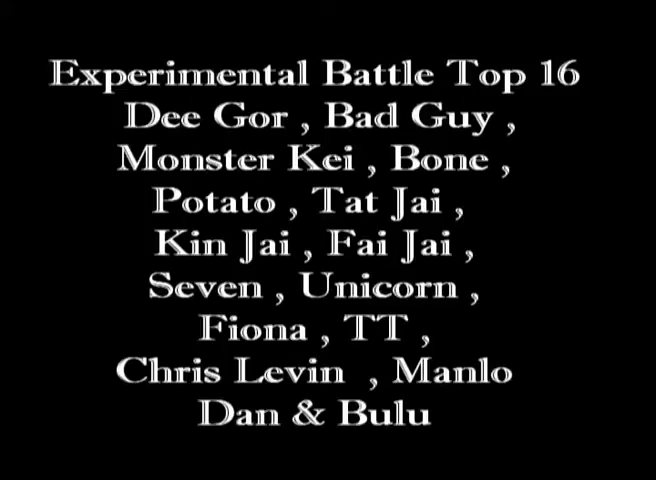 Experimental Battle Top 16
Dee Gor , Bad Guy ,
Monster Kei , Bone ,
Potato , Tat Jai ,
Kin Jai , Fai Jai ,
Seven , Unicorn ,
Fiona , TT ,
Chris Levin , Manlo
Dan & Bulu